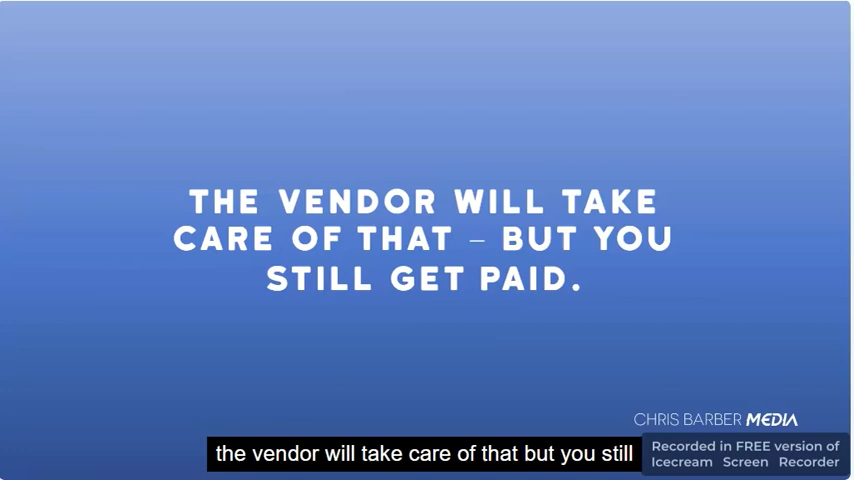 THE VENDOR WILL TAKE
CARE OF THAT – BUT YOU
STILL GET PAID.
CHRIS BARBER MEDIA
the vendor will take care of that but you still
Recorded in FREE version of
Icecream Screen Recorder